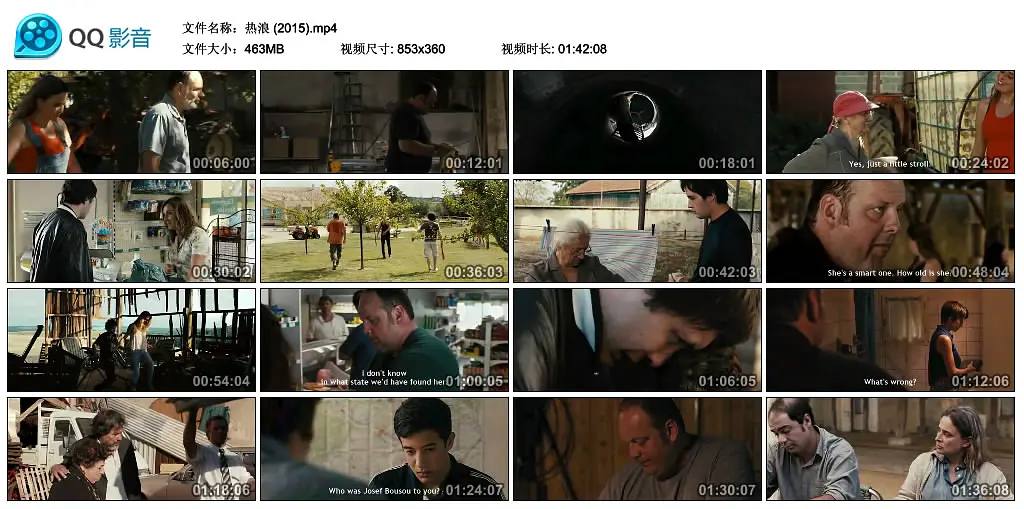 QQ影音
文件名称：热浪 (2015).mp4
文件大小：463MB 视频尺寸: 853x360 视频时长: 01:42:08
00:06:00
00:12:01
00:18:01
Yes, just a little stroll.
00:24:02
00:30:02
00:36:03
00:42:03
She's a smart one. How old is she
00:48:04
00:54:04
I don't know
in what state we'd have found her
01:00:05
01:06:05
What's wrong?
01:12:06
01:18:06
Who was Josef Bousou to you?
01:24:07
01:30:07
01:36:08